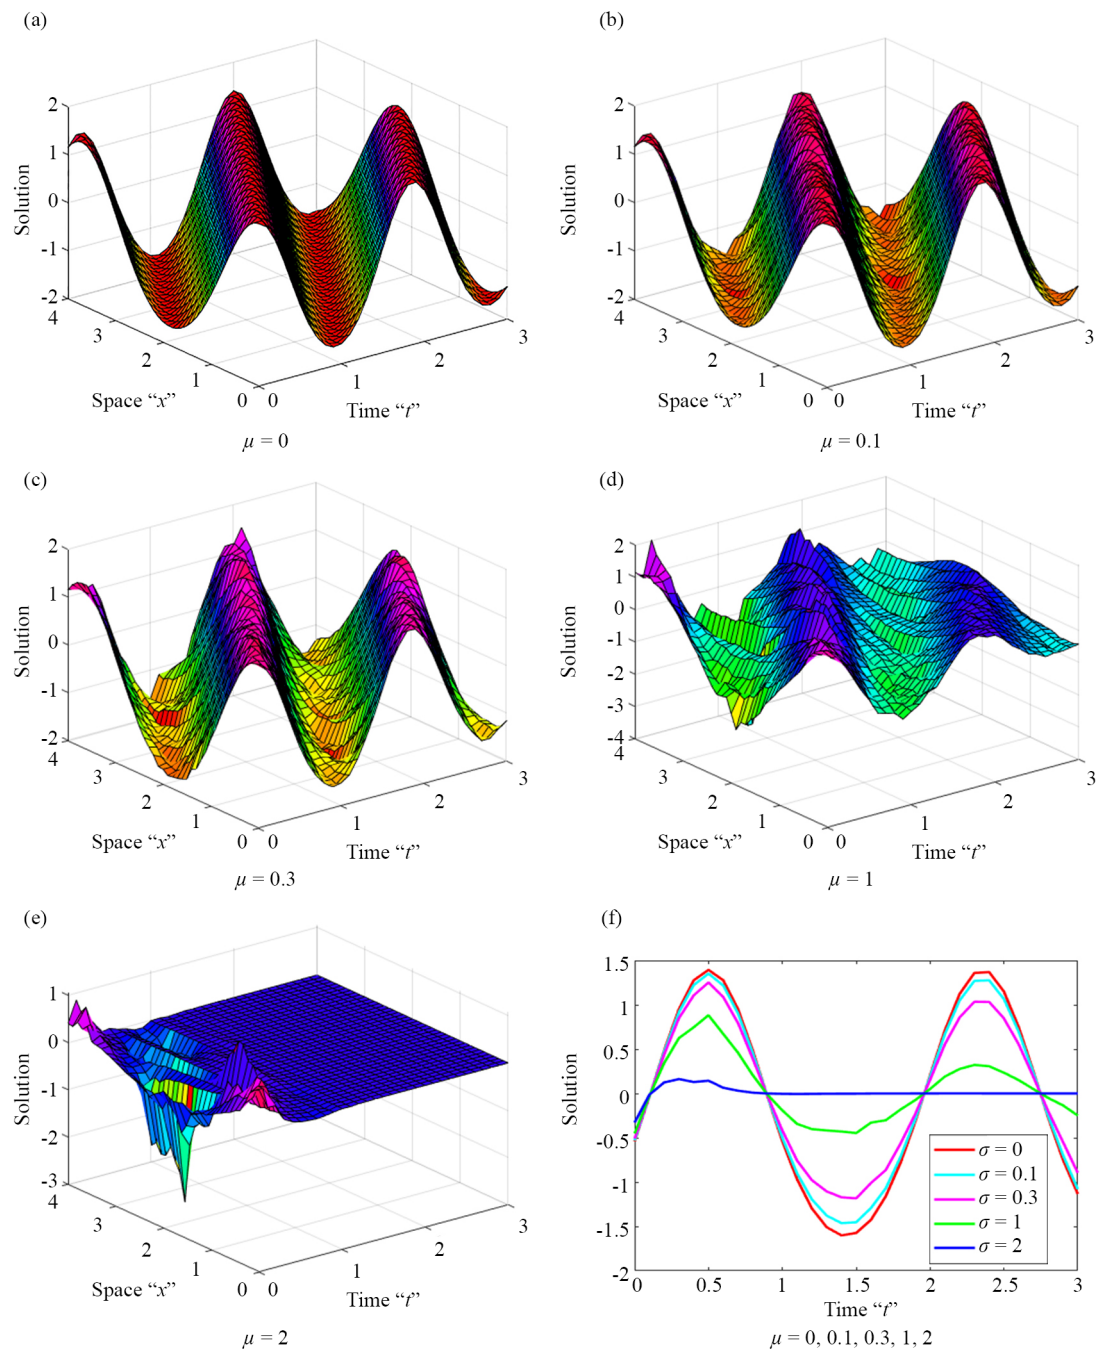 (a)
2
1
0
-1
-2
Solution
4
3
2
1
0
0
1
2
3
Space “x”
Time “t”
μ = 0
(b)
2
1
0
-1
-2
Solution
4
3
2
1
0
0
1
2
3
Space “x”
Time “t”
μ = 0.1
(c)
2
1
0
-1
-2
Solution
4
3
2
1
0
0
1
2
3
Space “x”
Time “t”
μ = 0.3
(d)
2
1
0
-1
-2
-3
-4
Solution
4
3
2
1
0
0
1
2
3
Space “x”
Time “t”
μ = 1
(e)
1
0
-1
-2
-3
Solution
4
3
2
1
0
0
1
2
3
Space “x”
Time “t”
μ = 2
(f)
1.5
1
0.5
0
-0.5
-1
-1.5
-2
Solution
σ = 0
σ = 0.1
σ = 0.3
σ = 1
σ = 2
0
0.5
1
1.5
2
2.5
3
Time “t”
μ = 0, 0.1, 0.3, 1, 2